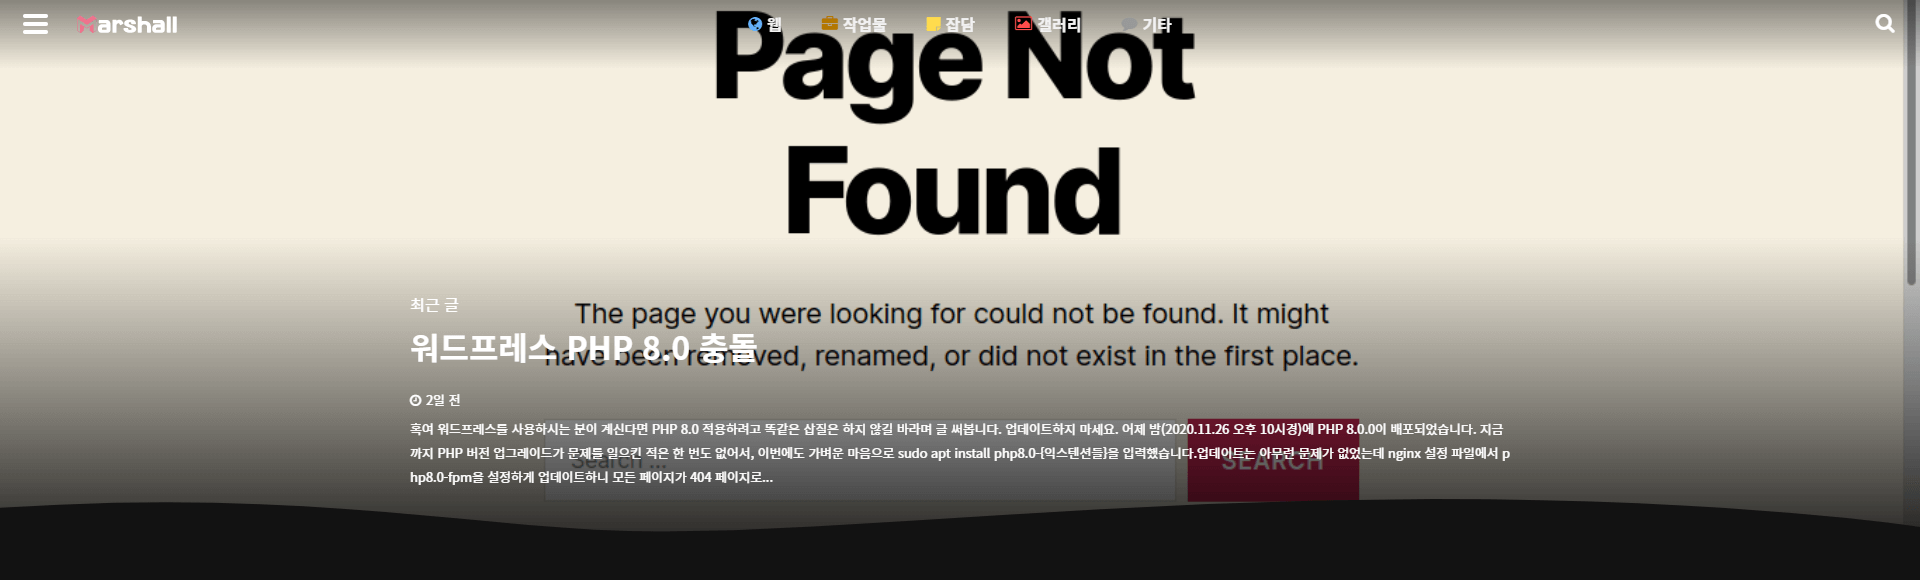 Marshall
웹 작업물 잡담 갤러리 기타
Page Not
Found
최근 글
The page you were looking for could not be found. It might
워드프레스 PHP 8.0 충돌
have been removed, renamed, or did not exist in the first place.
2일 전
혹여 워드프레스를 사용하시는 분이 계신다면 PHP 8.0 적용하려고 똑같은 삽질은 하지 않길 바라며 글 써봅니다. 업데이트하지 마세요. 어제 밤(2020.11.26 오후 10시경)에 PHP 8.0.0이 배포되었습니다. 지금
까지 PHP 버전 업그레이드가 문제를 일으킨 적은 한 번도 없어서, 이번에도 가벼운 마음으로 sudo apt install php8.0-{익스텐션들}을 입력했습니다.업데이트는 아무런 문제가 없었는데 nginx 설정 파일에서 p
Search ...
SEARCH
hp8.0-fpm을 설정하게 업데이트하니 모든 페이지가 404 페이지로...